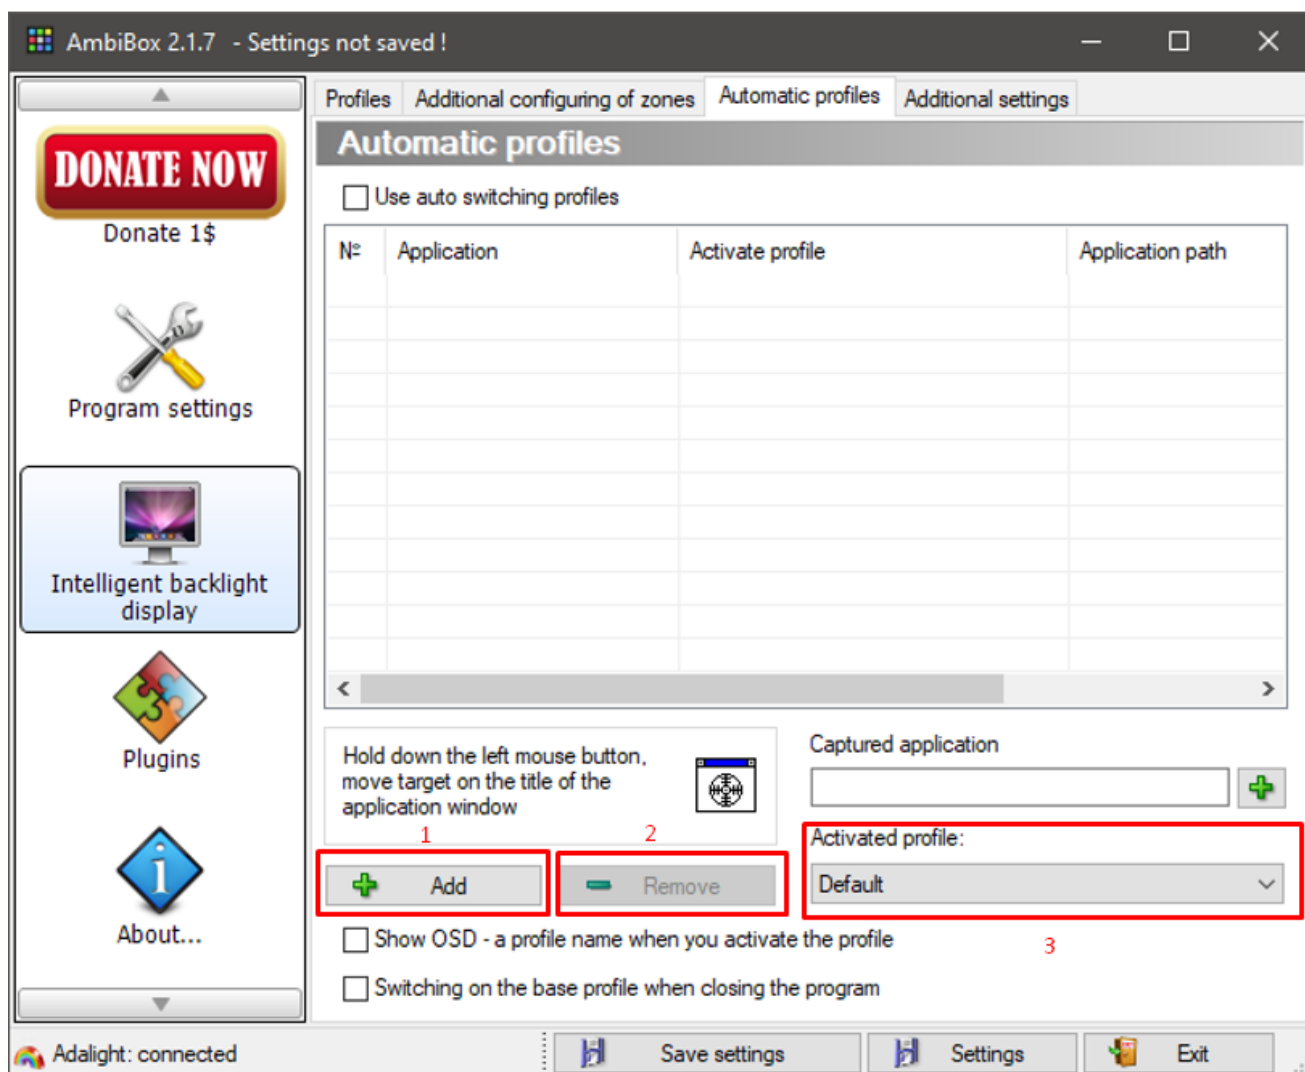 AmbiBox 2.1.7 - Settings not saved !
DONATE NOW
Donate 1$
Program settings
Intelligent backlight
display
Plugins
About...
Profiles Additional configuring of zones Automatic profiles Additional settings
Automatic profiles
Use auto switching profiles
№ Application Activate profile Application path
Hold down the left mouse button,
move target on the title of the
application window
Captured application
1
2
Activated profile:
Add
Remove
Default
Show OSD - a profile name when you activate the profile
3
Switching on the base profile when closing the program
Adalight: connected
Save settings
Settings
Exit